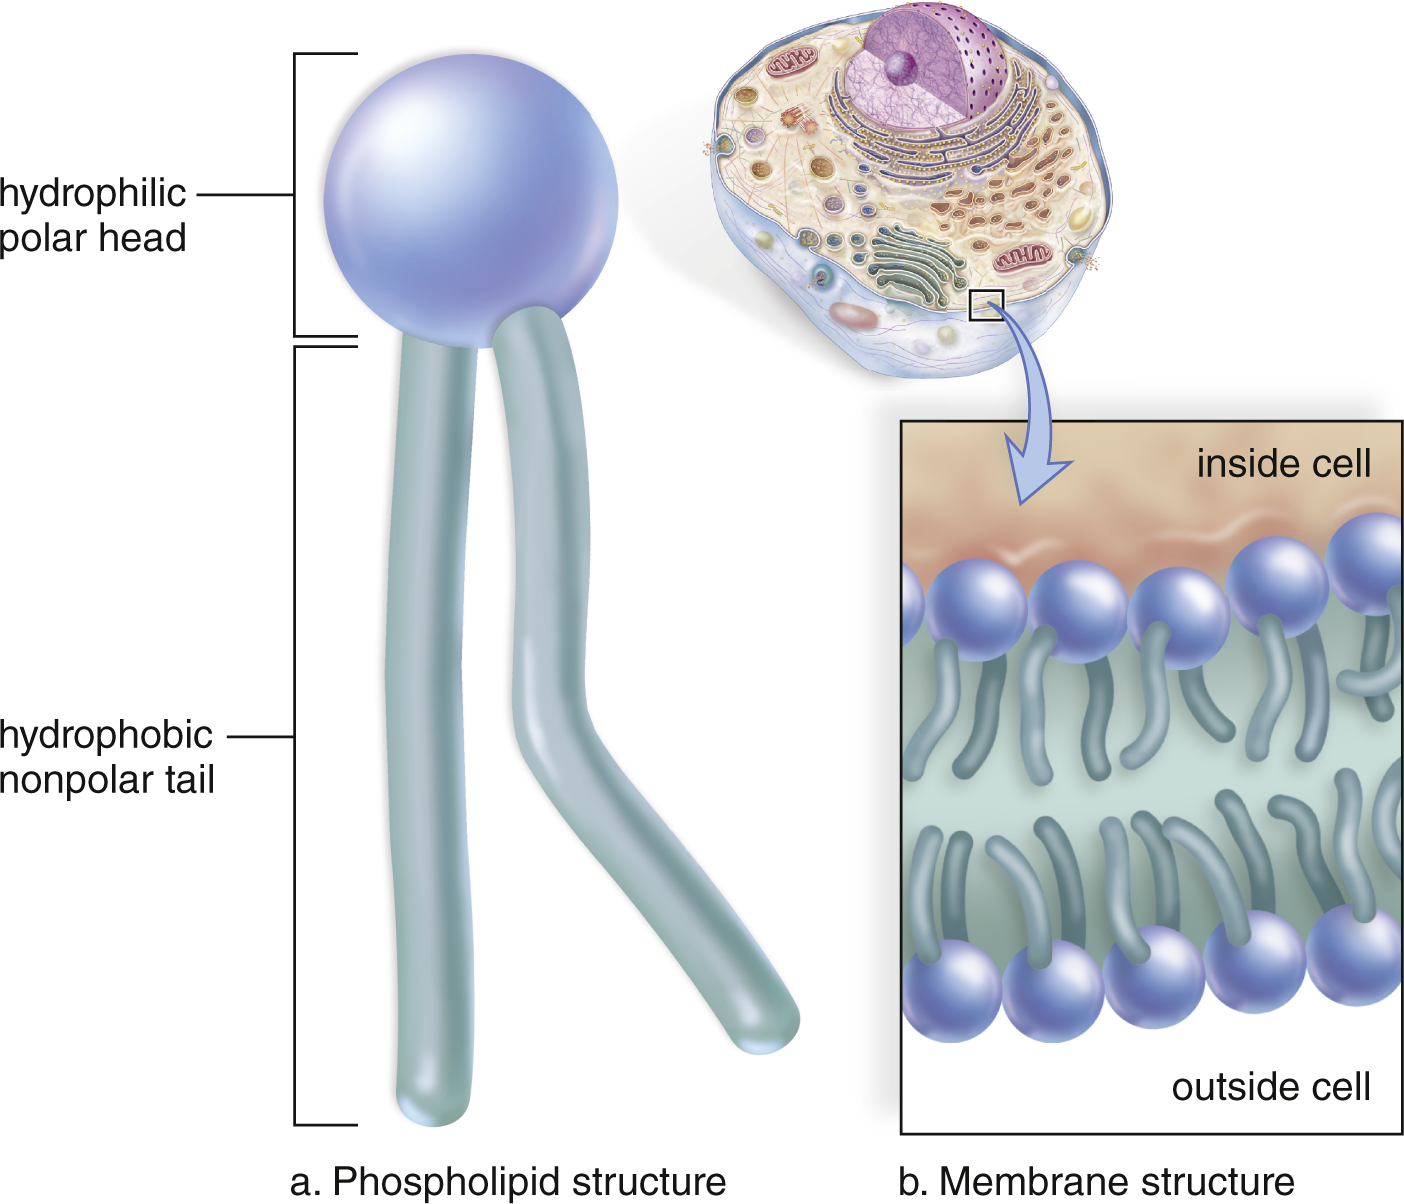 hydrophilic
polar head
hydrophobic
nonpolar tail
inside cell
outside cell
a. Phospholipid structure
b. Membrane structure